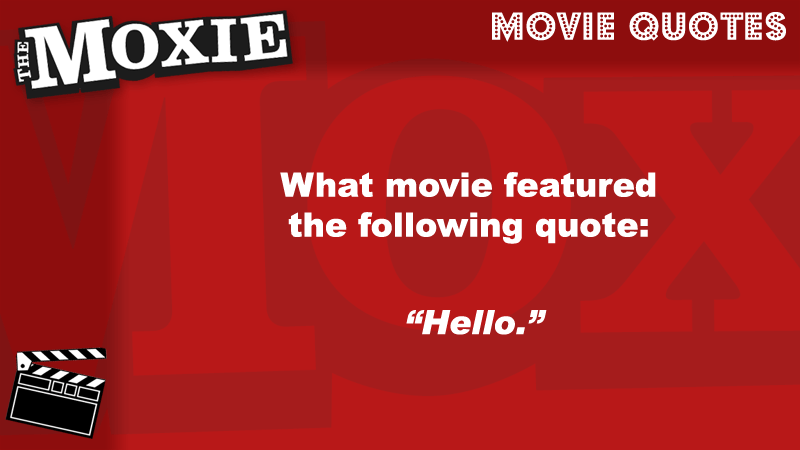 THE MOXIE
MOVIE QUOTES
What movie featured
the following quote:
“Hello.”